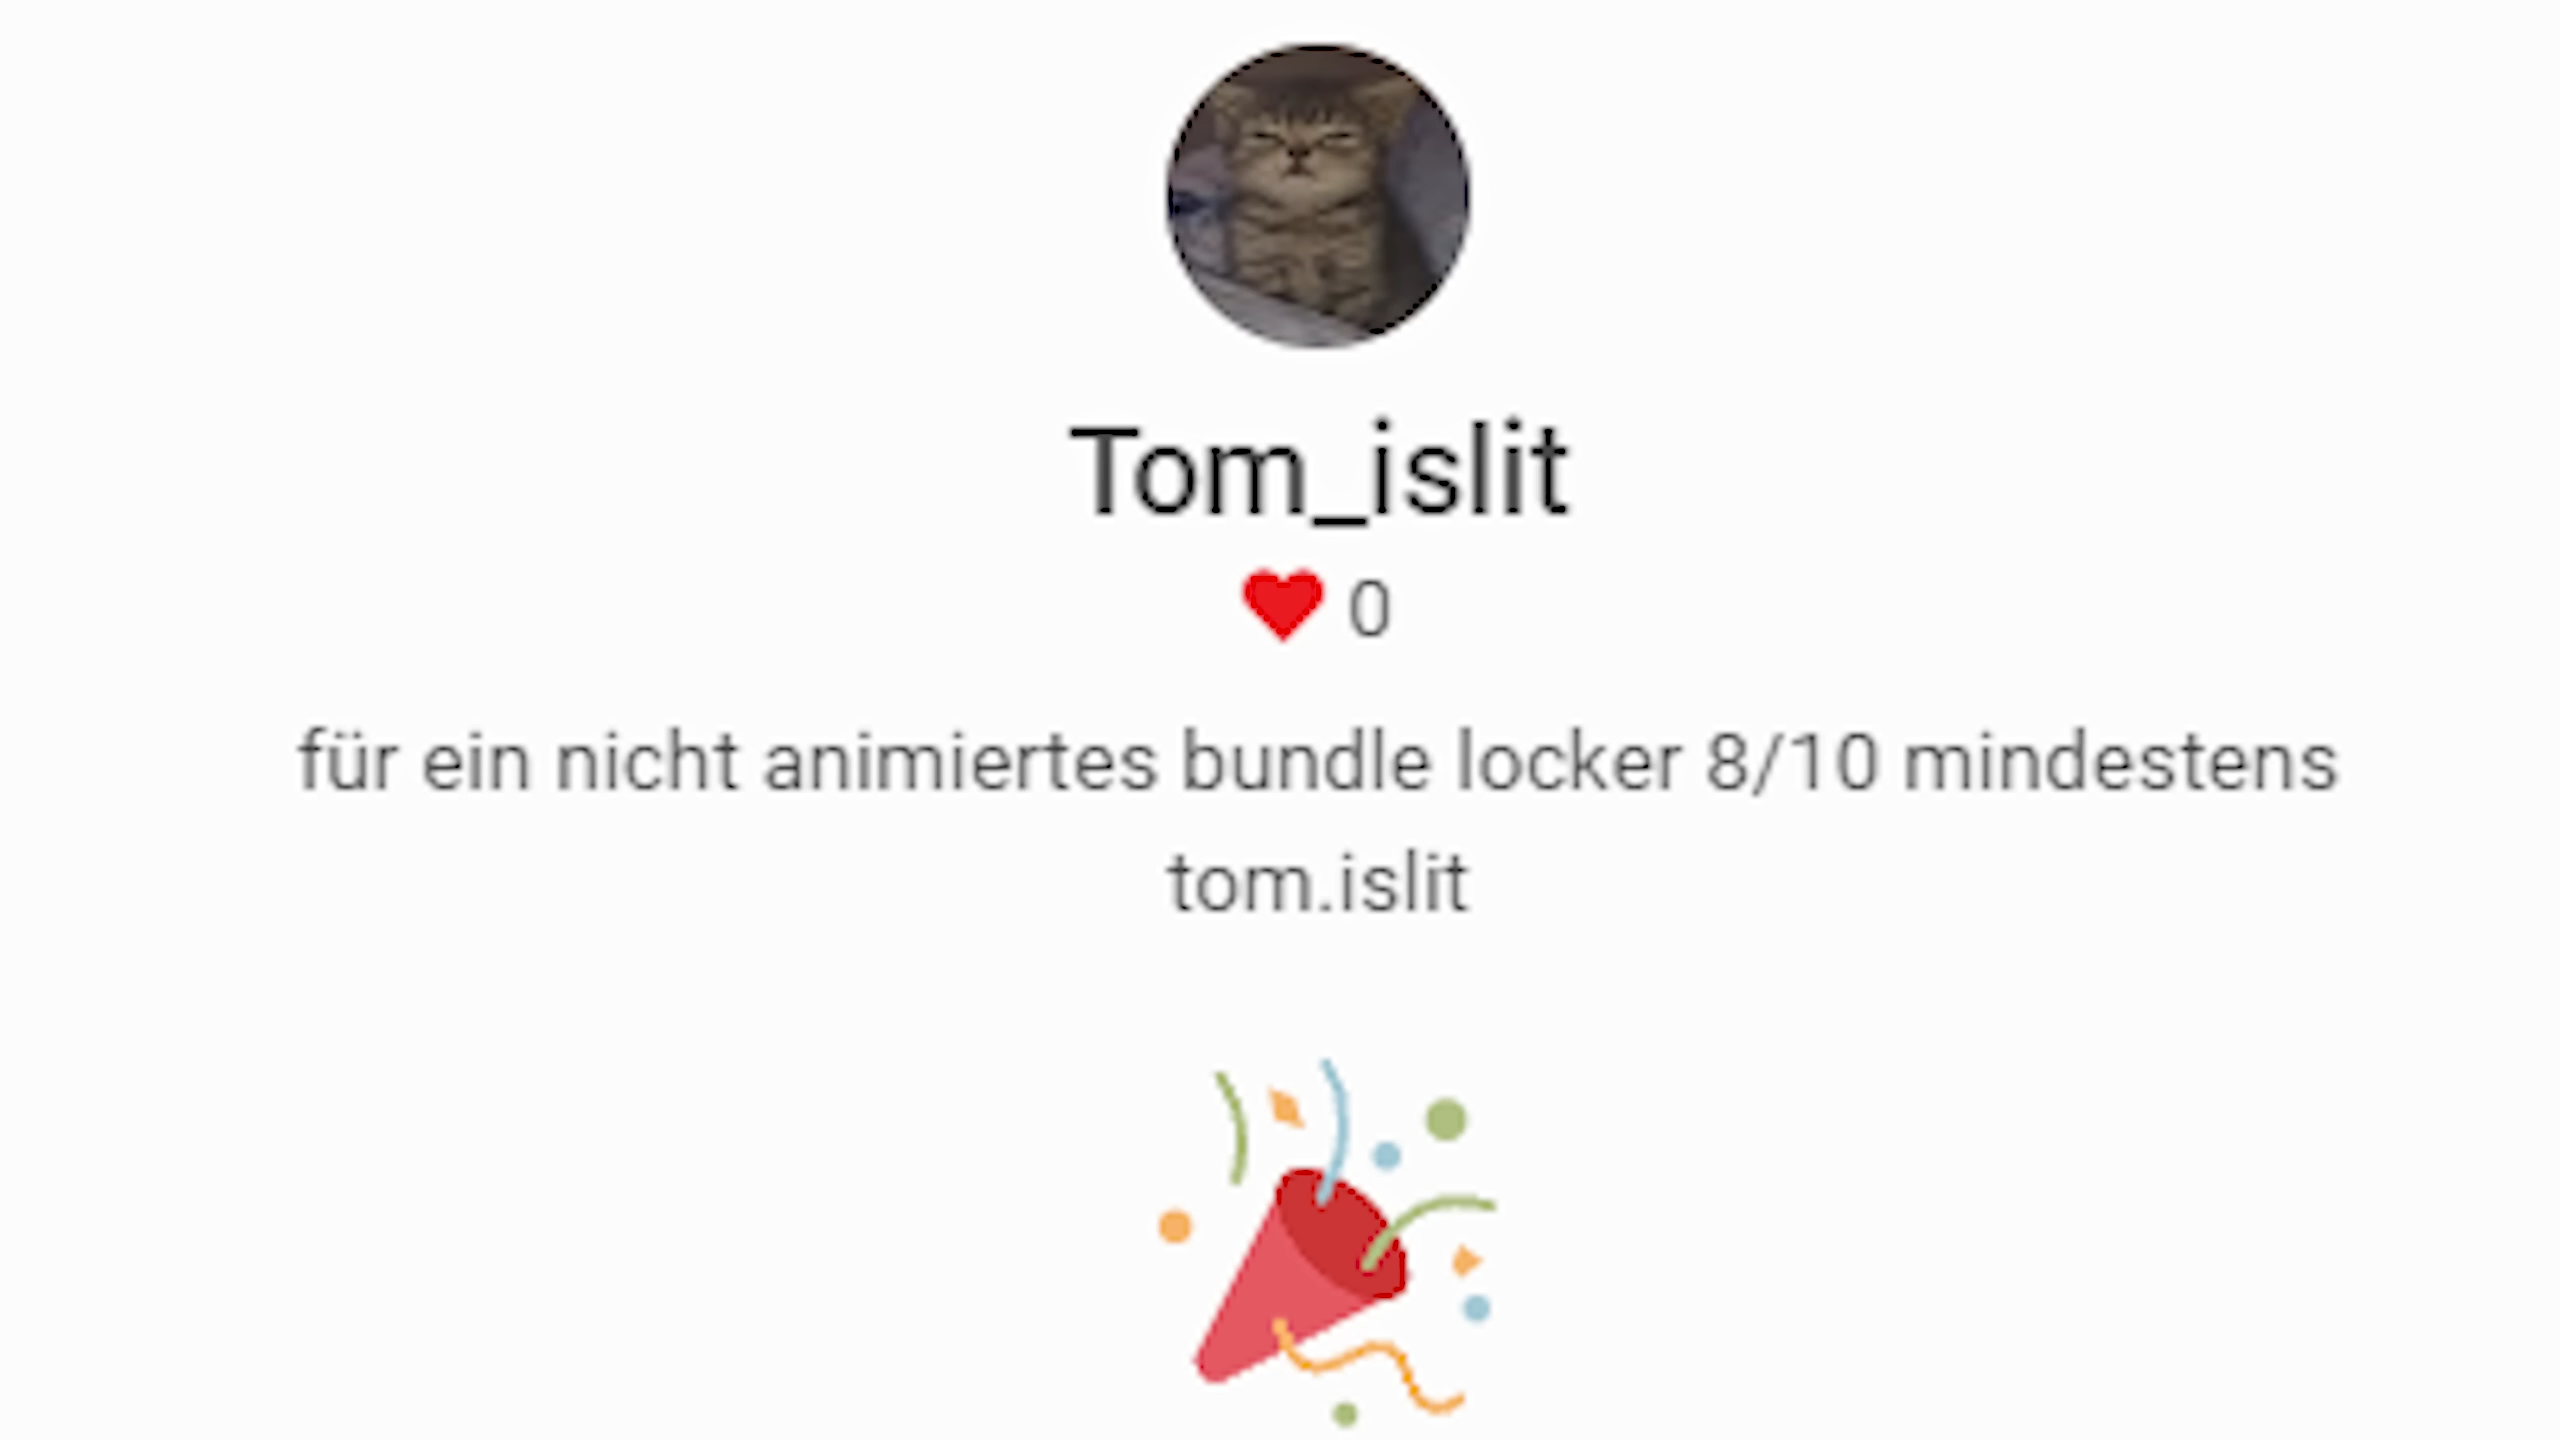 Tom_islit
0
für ein nicht animiertes bundle locker 8/10 mindestens
tom.islit